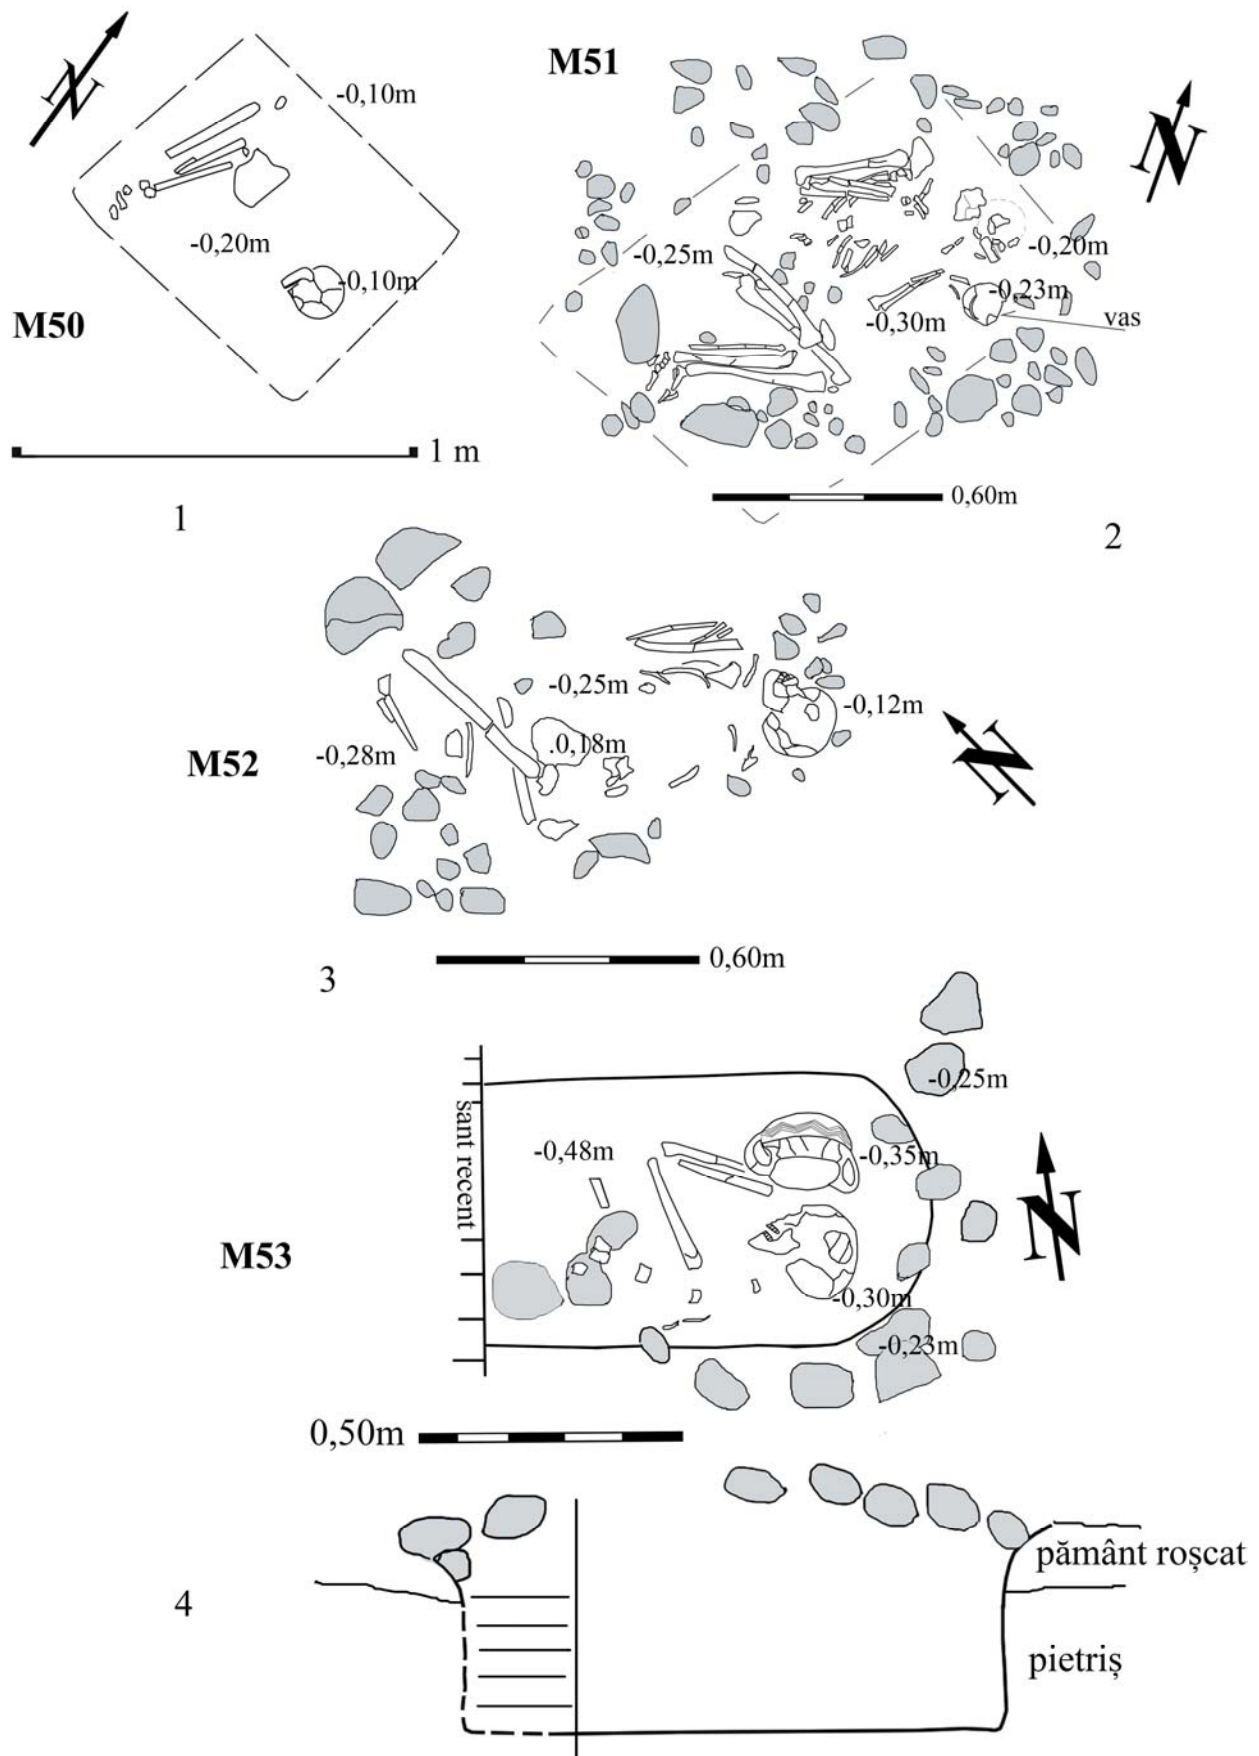 N
-0,10m
-0,20m
-0,10m
M50
1 m
1
M51
N
-0,25m
-0,20m
-0,23m
-0,30m
vas
0,60m
2
-0,25m
-0,12m
.0,18m
-0,28m
M52
N
0,60m
3
-0,25m
sant recent
-0,48m
-0,35m
N
M53
-0,30m
-0,23m
0,50m
pământ roșcat
4
pietriș